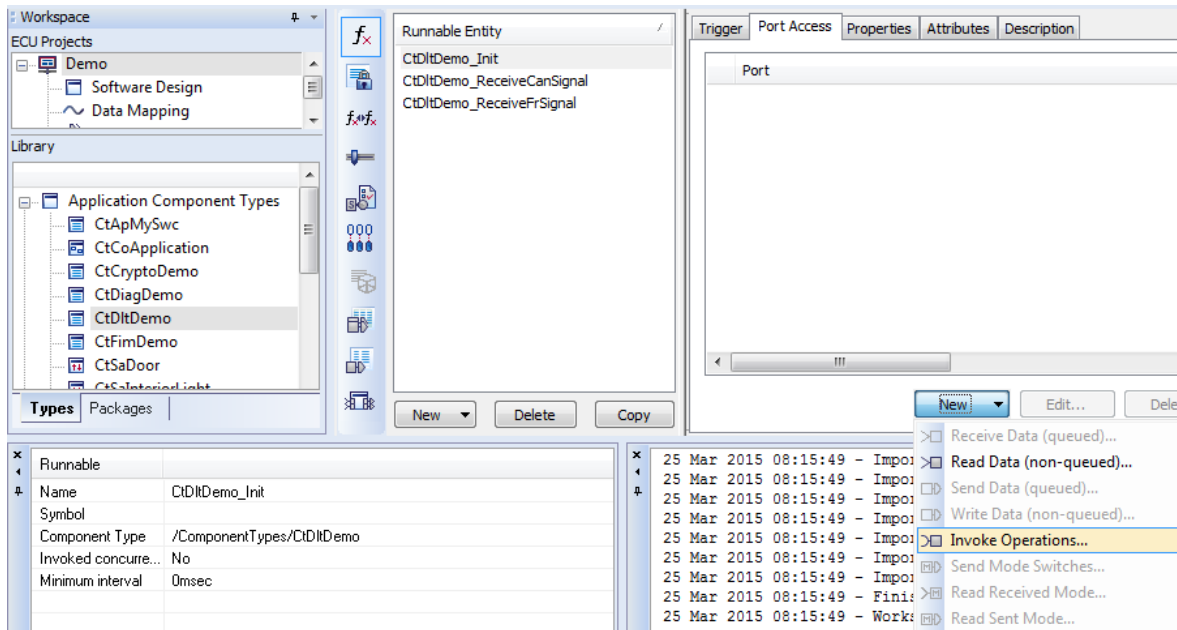 Workspace
ECU Projects
Demo
Software Design
Data Mapping
Library
Application Component Types
CtApMySwc
CtCoApplication
CtCryptoDemo
CtDiagDemo
CtDltDemo
CtFimDemo
CtSaDoor
CtSaInteriorLight
Types Packages
Runnable Entity
CtDltDemo_Init
CtDltDemo_ReceiveCanSignal
CtDltDemo_ReceiveFrSignal
New Delete Copy
Trigger Port Access Properties Attributes Description
Port
New Edit... Dele
Receive Data (queued)...
Read Data (non-queued)...
Send Data (queued)...
Write Data (non-queued)...
Invoke Operations...
Send Mode Switches...
Read Received Mode...
Read Sent Mode...
Runnable
Name CtDltDemo_Init
Symbol
Component Type /ComponentTypes/CtDltDemo
Invoked concurre... No
Minimum interval 0msec
25 Mar 2015 08:15:49 - Impor
25 Mar 2015 08:15:49 - Impor
25 Mar 2015 08:15:49 - Impor
25 Mar 2015 08:15:49 - Impor
25 Mar 2015 08:15:49 - Impor
25 Mar 2015 08:15:49 - Impor
25 Mar 2015 08:15:49 - Impor
25 Mar 2015 08:15:49 - Finis
25 Mar 2015 08:15:49 - Works